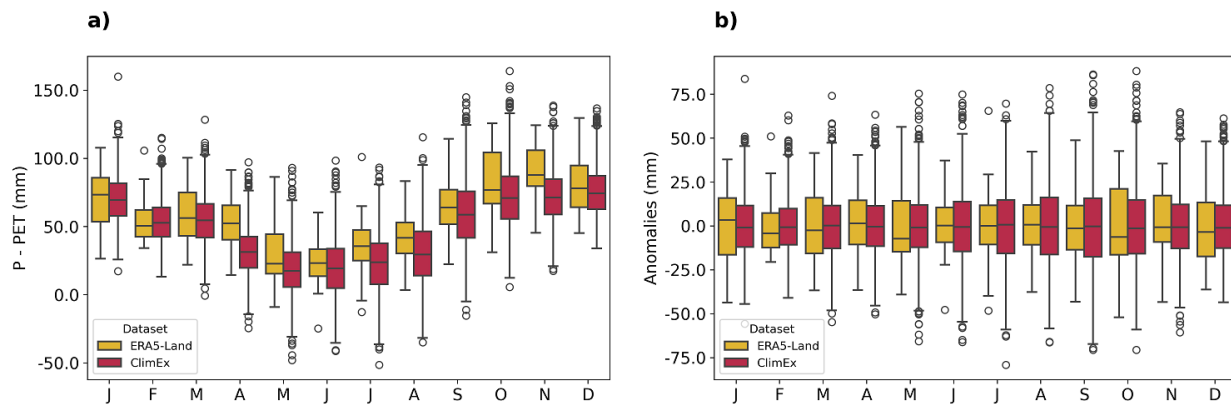 a)
P - PET (mm)
150.0
100.0
50.0
0.0
-50.0
Dataset
ERA5-Land
ClimEx
J F M A M J J A S O N D
b)
Anomalies (mm)
75.0
50.0
25.0
0.0
-25.0
-50.0
-75.0
Dataset
ERA5-Land
ClimEx
J F M A M J J A S O N D